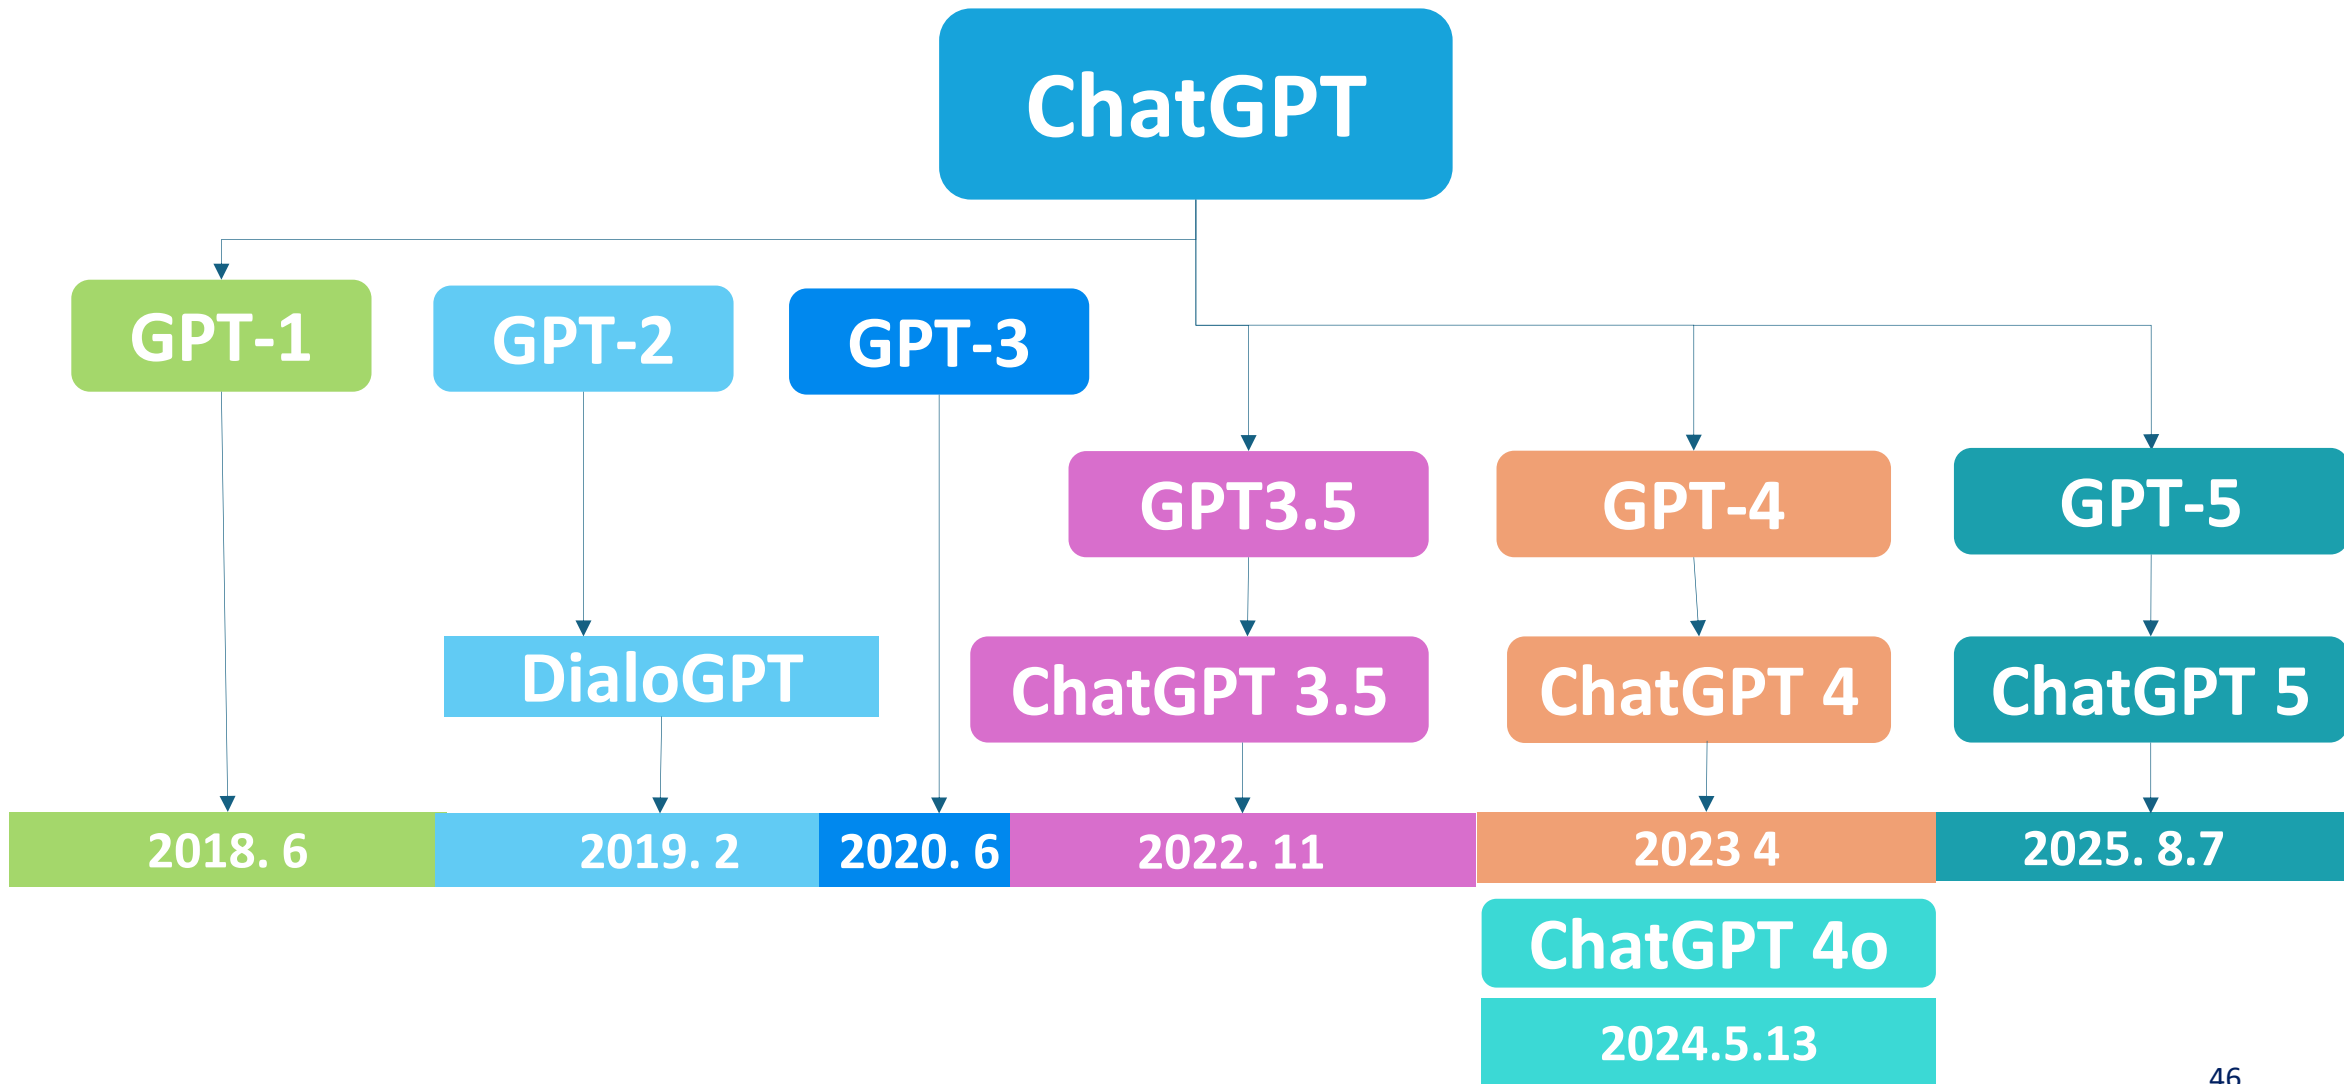 ChatGPT
GPT-1
GPT-2
GPT-3
GPT3.5
GPT-4
GPT-5
DialoGPT
ChatGPT 3.5
ChatGPT 4
ChatGPT 5
2018. 6
2019. 2
2020. 6
2022. 11
2023 4
2025. 8.7
ChatGPT 4o
2024.5.13
46